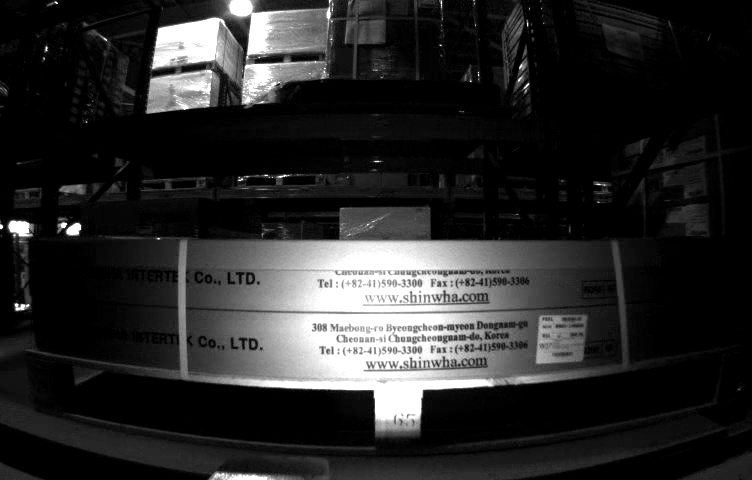 INTERTEK Co., LTD.
Cheonan-si Chungcheongnam-do, Korea
Tel : (+82-41)590-3300 Fax : (+82-41)590-3306
www.shinwha.com
INTERTEK Co., LTD.
308 Maebong-ro Byeongcheon-myeon Dongnam-gu
Cheonan-si Chungcheongnam-do, Korea
Tel : (+82-41)590-3300 Fax : (+82-41)590-3306
www.shinwha.com
65